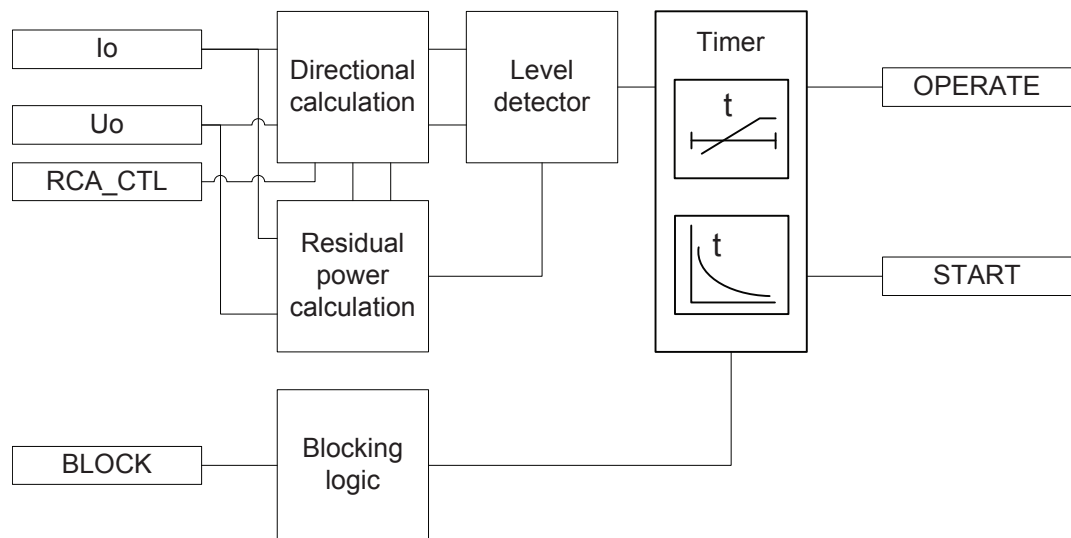 Io
Uo
RCA_CTL
Directional
calculation
Residual
power
calculation
Level
detector
Timer
t
t
OPERATE
START
BLOCK
Blocking
logic